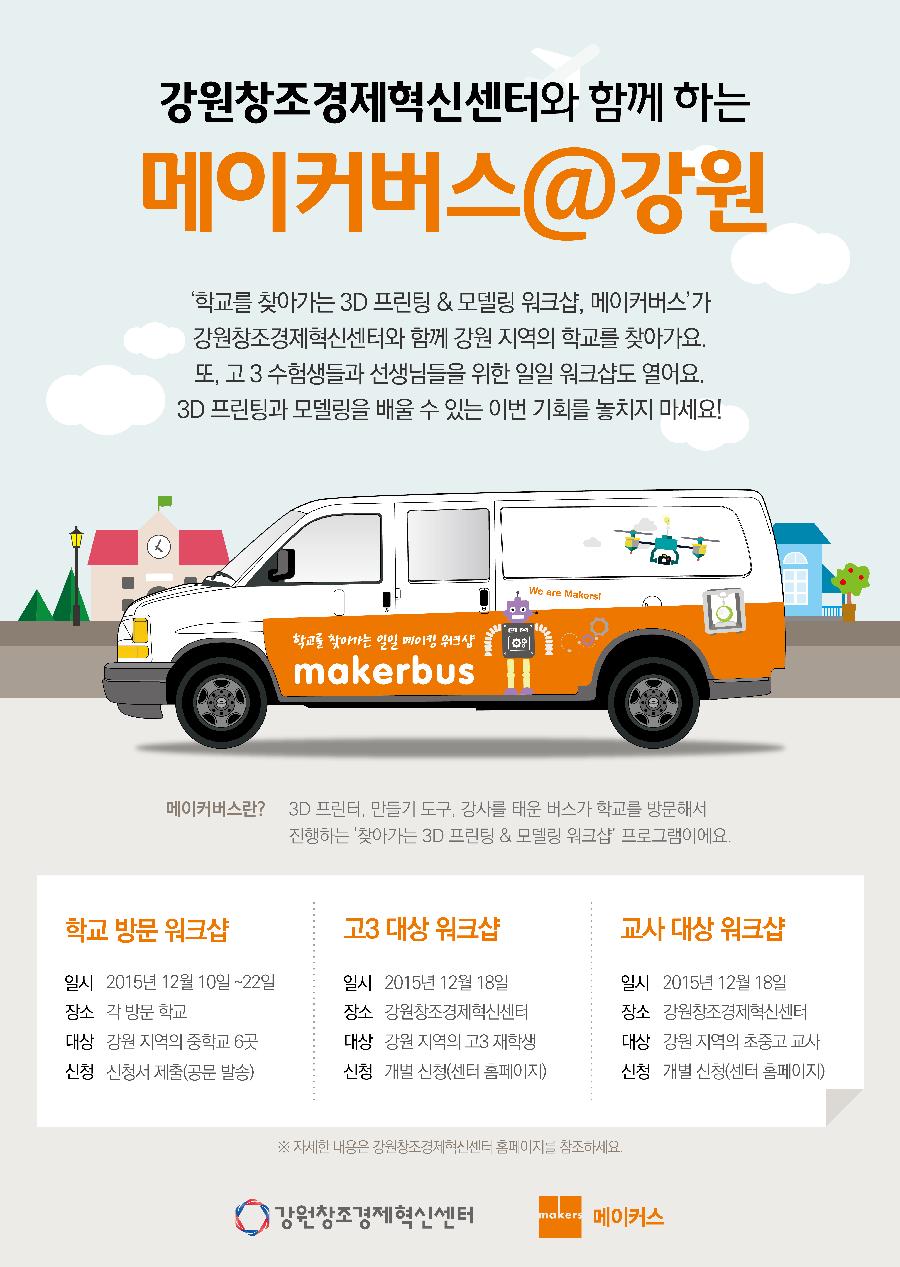 강원창조경제혁신센터와 함께 하는
메이커버스@강원
‘학교를 찾아가는 3D 프린팅 & 모델링 워크샵, 메이커버스’가
강원창조경제혁신센터와 함께 강원 지역의 학교를 찾아가요.
또, 고 3 수험생들과 선생님들을 위한 일일 워크샵도 열어요.
3D 프린팅과 모델링을 배울 수 있는 이번 기회를 놓치지 마세요!
We are Makers!
학교를 찾아가는 일일 메이킹 워크샵
makerbus
메이커버스란? 3D 프린터, 만들기 도구, 강사를 태운 버스가 학교를 방문해서
진행하는 '찾아가는 3D 프린팅 & 모델링 워크샵' 프로그램이에요.
학교 방문 워크샵
일시 2015년 12월 10일 ~22일
장소 각 방문 학교
대상 강원 지역의 중학교 6곳
신청 신청서 제출(공문 발송)
고3 대상 워크샵
일시 2015년 12월 18일
장소 강원창조경제혁신센터
대상 강원 지역의 고3 재학생
신청 개별 신청(센터 홈페이지)
교사 대상 워크샵
일시 2015년 12월 18일
장소 강원창조경제혁신센터
대상 강원 지역의 초중고 교사
신청 개별 신청(센터 홈페이지)
※ 자세한 내용은 강원창조경제혁신센터 홈페이지를 참조하세요.
강원창조경제혁신센터
makers 메이커스